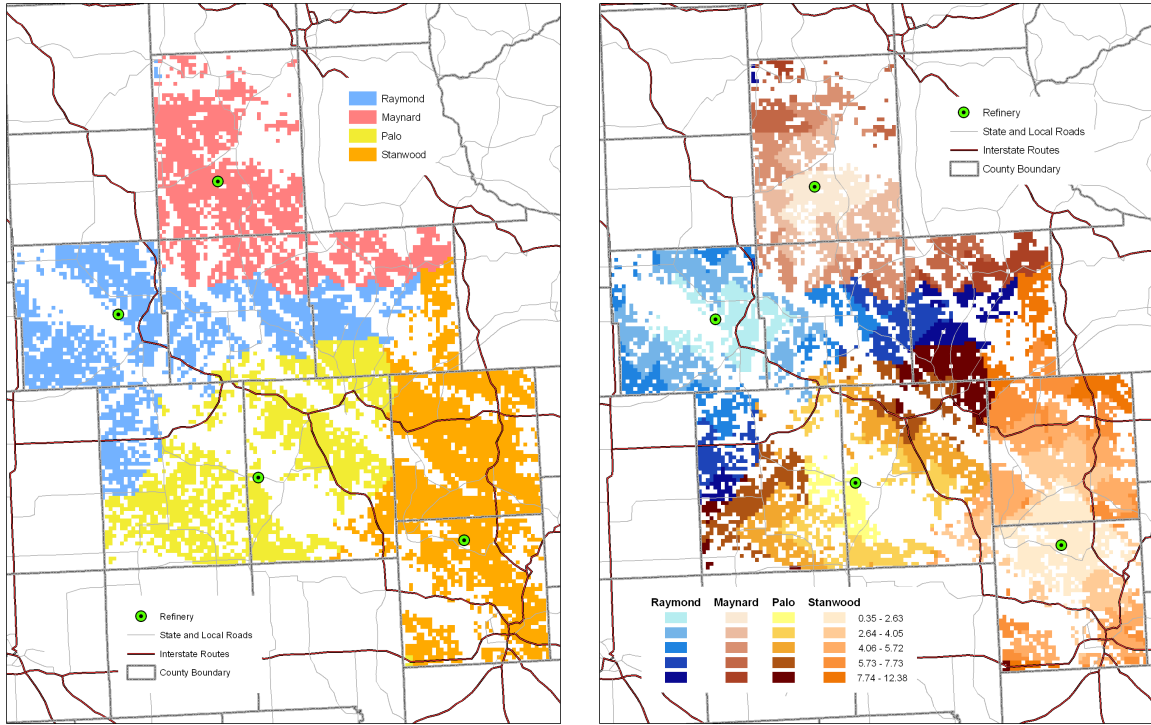 Raymond
Maynard
Palo
Stanwood
Refinery
State and Local Roads
Interstate Routes
County Boundary
Refinery
State and Local Roads
Interstate Routes
County Boundary
Raymond Maynard Palo Stanwood
0.35 - 2.63
2.64 - 4.05
4.06 - 5.72
5.73 - 7.73
7.74 - 12.38